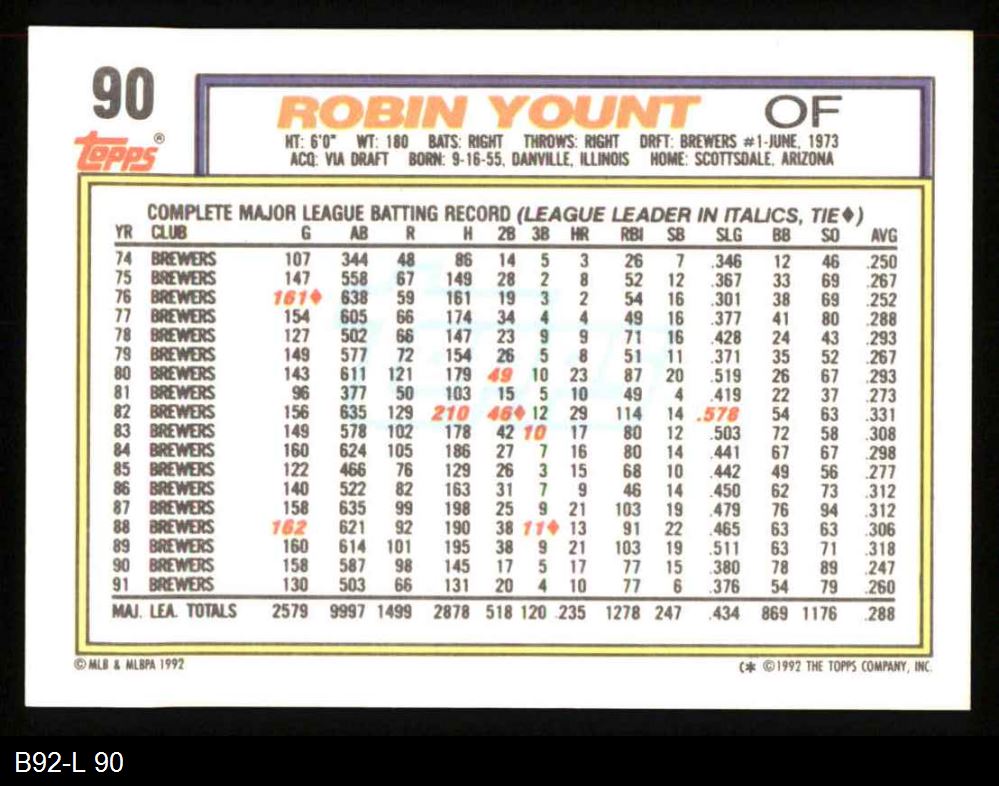 90
ROBIN YOUNT OF
topps®
HT: 6'0" WT: 180 BATS: RIGHT THROWS: RIGHT DRFT: BREWERS #1-JUNE, 1973
ACQ: VIA DRAFT BORN: 9-16-55, DANVILLE, ILLINOIS HOME: SCOTTSDALE, ARIZONA
COMPLETE MAJOR LEAGUE BATTING RECORD (LEAGUE LEADER IN ITALICS, TIE♦)
YR CLUB G AB R H 2B 3B HR RBI SB SLG BB SO AVG
74 BREWERS 107 344 48 86 14 5 3 26 7 .346 12 46 .250
75 BREWERS 147 558 67 149 28 2 8 52 12 .367 33 69 .267
76 BREWERS 161♦ 638 59 161 19 3 2 54 16 .301 38 69 .252
77 BREWERS 154 605 66 174 34 4 4 49 16 .377 41 80 .288
78 BREWERS 127 502 66 147 23 9 9 71 16 .428 24 43 .293
79 BREWERS 149 577 72 154 26 5 8 51 11 .371 35 52 .267
80 BREWERS 143 611 121 179 49 10 23 87 20 .519 26 67 .293
81 BREWERS 96 377 50 103 15 5 10 49 4 .419 22 37 .273
82 BREWERS 156 635 129 210 46♦ 12 29 114 14 .578 54 63 .331
83 BREWERS 149 578 102 178 42 10 17 80 12 .503 72 58 .308
84 BREWERS 160 624 105 186 27 7 16 80 14 .441 67 67 .298
85 BREWERS 122 466 76 129 26 3 15 68 10 .442 49 56 .277
86 BREWERS 140 522 82 163 31 7 9 46 14 .450 62 73 .312
87 BREWERS 158 635 99 198 25 9 21 103 19 .479 76 94 .312
88 BREWERS 162 621 92 190 38 11♦ 13 91 22 .465 63 63 .306
89 BREWERS 160 614 101 195 38 9 21 103 19 .511 63 71 .318
90 BREWERS 158 587 98 145 17 5 17 77 15 .380 78 89 .247
91 BREWERS 130 503 66 131 20 4 10 77 6 .376 54 79 .260
MAJ. LEA. TOTALS 2579 9997 1499 2878 518 120 235 1278 247 .434 869 1176 .288
© MLB & MLBPA 1992
(* © 1992 THE TOPPS COMPANY, INC.
B92-L 90